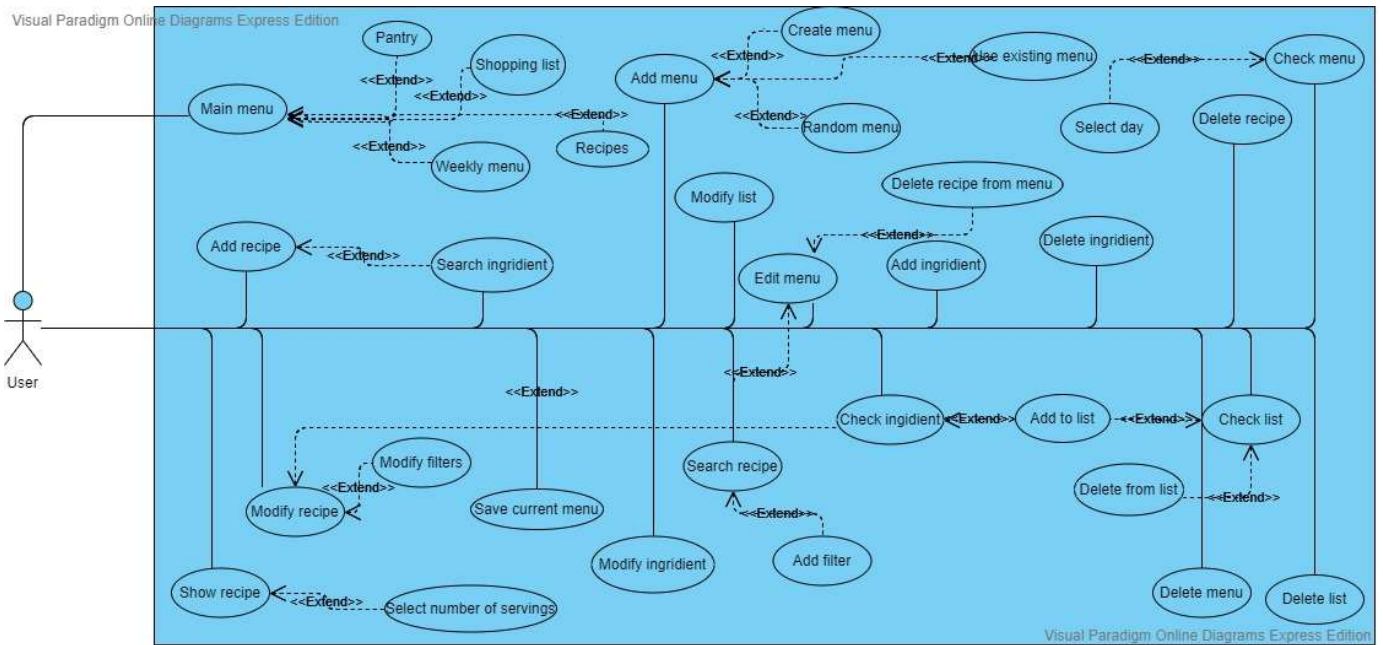 Visual Paradigm Online Diagrams Express Edition
Pantry
Create menu
<<Extend>>
Use existing menu
<<Extend>>
Shopping list
<<Extend>>
Add menu
Check menu
<<Extend>>
<<Extend>>
Main menu
<<Extend>>
<<Extend>>
<<Extend>>
Random menu
Select day
Delete recipe
Recipes
<<Extend>>
Weekly menu
Delete recipe from menu
Modify list
<<Extend>>
Add recipe
<<Extend>>
Search ingridient
Edit menu
Add ingridient
Delete ingridient
User
<<Extend>>
<<Extend>>
Check ingidient
<<Extend>>
Add to list
<<Extend>>
Check list
Modify filters
<<Extend>>
Search recipe
Delete from list
<<Extend>>
Modify recipe
Save current menu
<<Extend>>
Modify ingridient
Add filter
Show recipe
<<Extend>>
Select number of servings
Delete menu
Delete list
Visual Paradigm Online Diagrams Express Edition